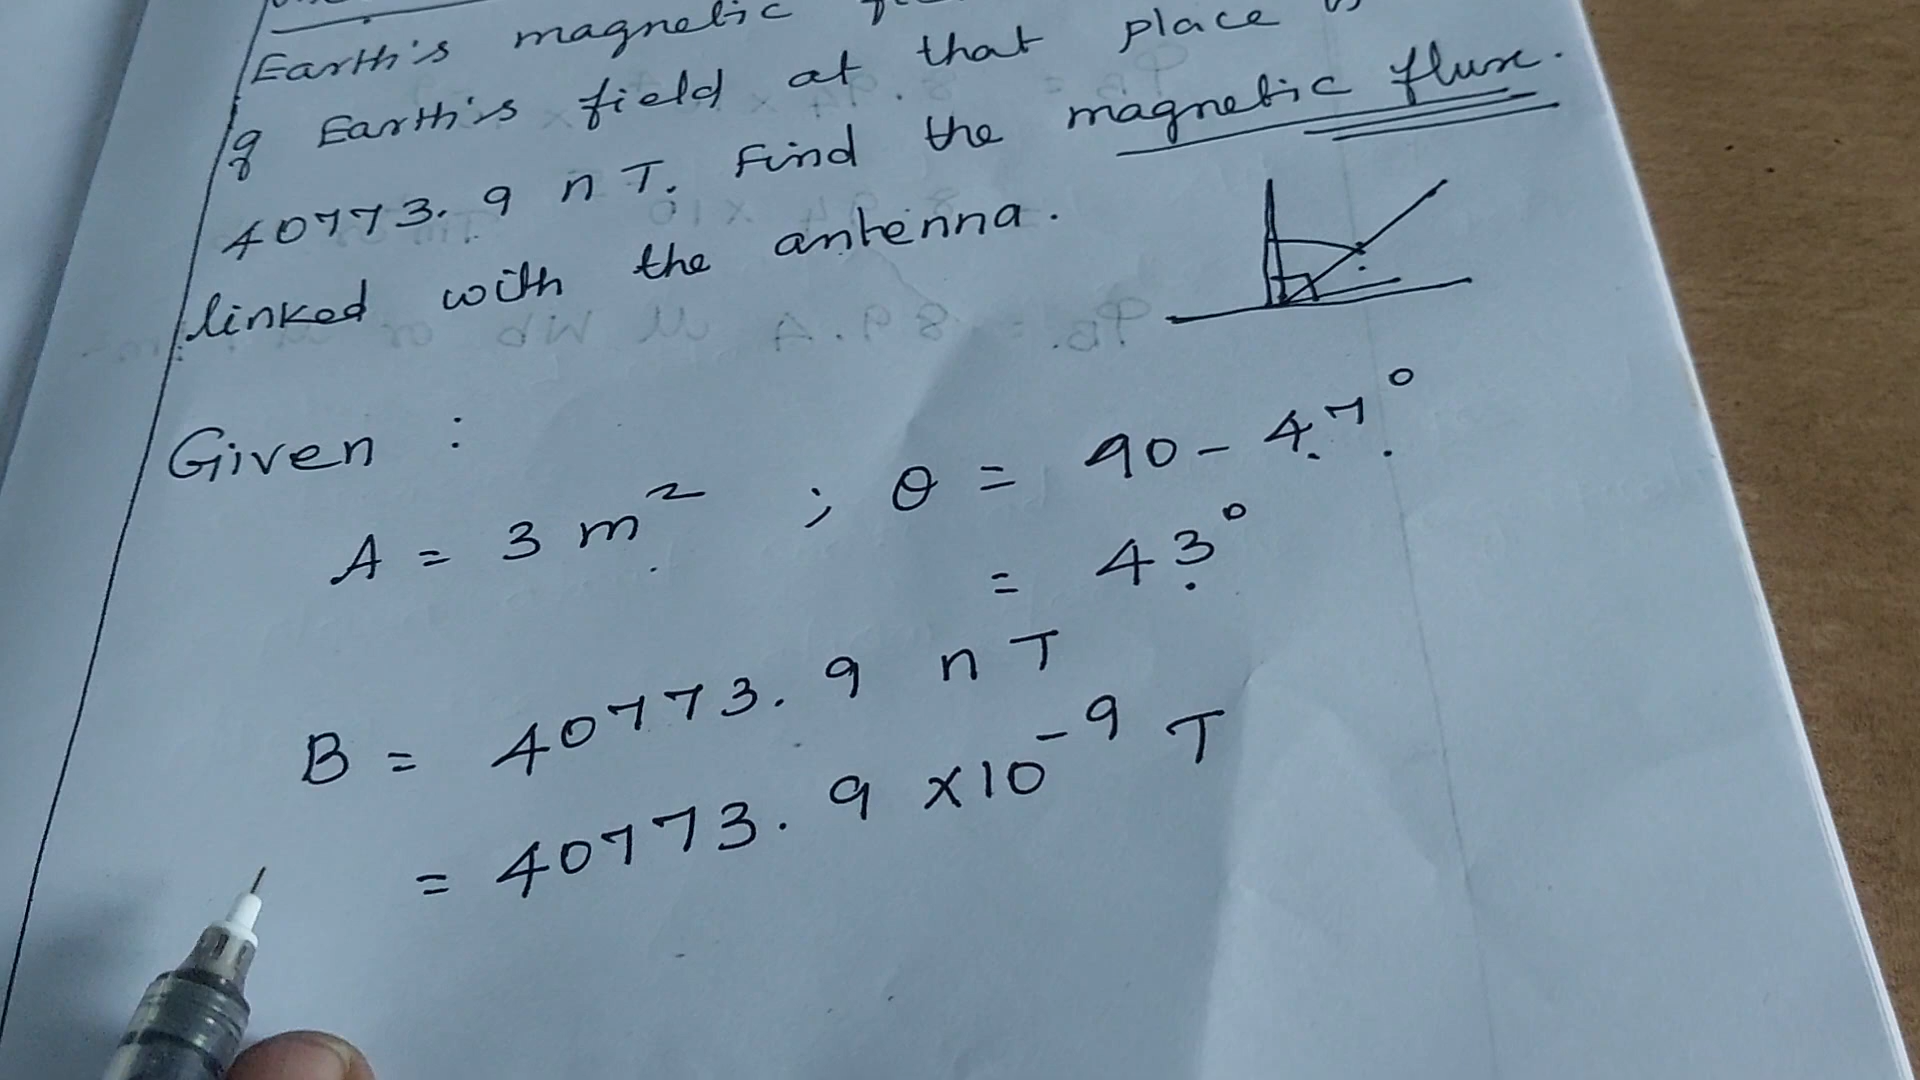 Earth's magnetic
of Earth's field at that place
40773.9 nT. Find the magnetic flux.
linked with the antenna.
Given :
A = 3 m² ; θ = 90 - 47°
= 43°
B = 40773.9 nT
= 40773.9 ×10⁻⁹ T